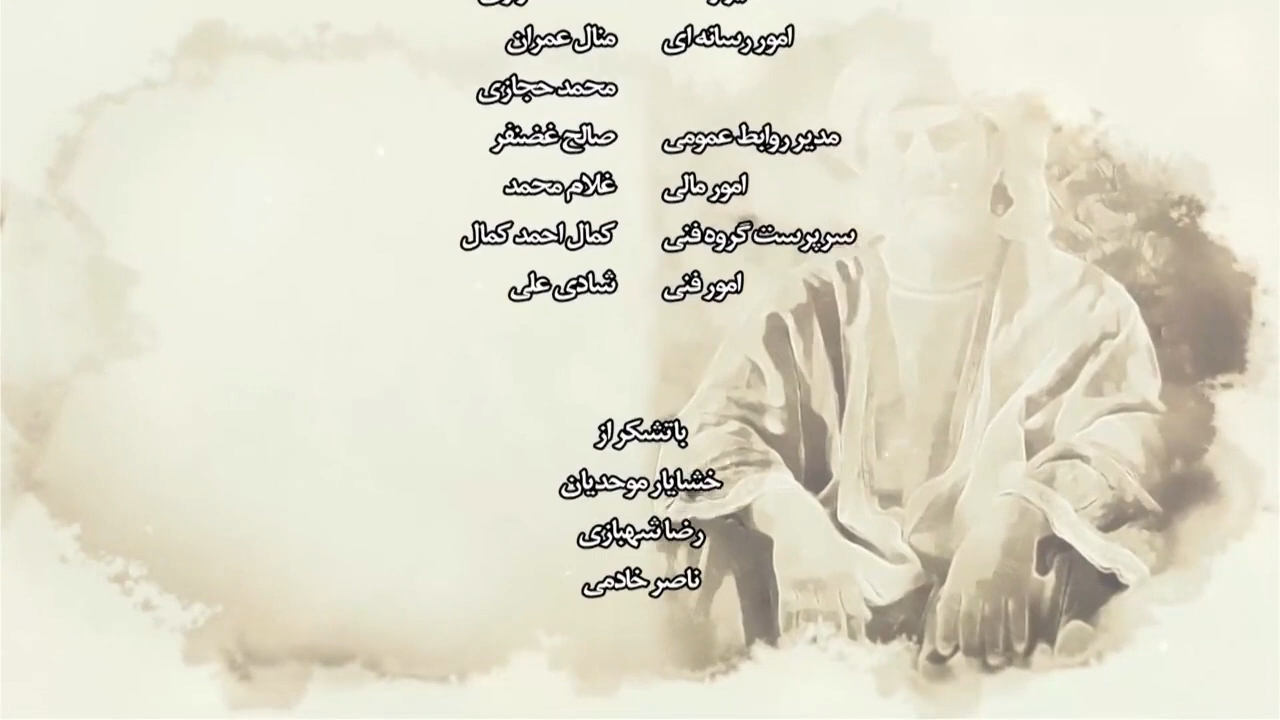 امور رسانه ای منال عمران
محمد حجازی
مدیر روابط عمومی صالح غضنفر
امور مالی غلام محمد
سرپرست گروه فنی کمال احمد کمال
امور فنی شادی علی
با تشکر از
خشایار موحدیان
رضا شهبازی
ناصر خادمی